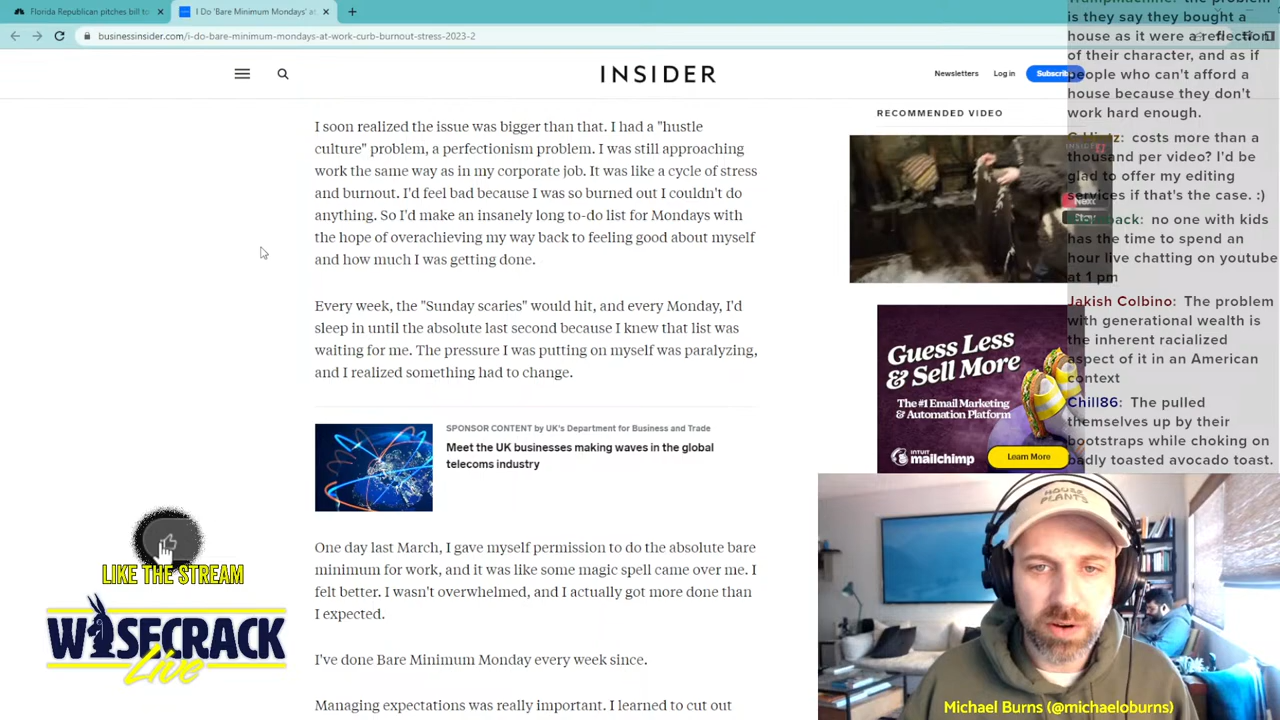 Florida Republican pitches bill to
I Do 'Bare Minimum Mondays' a
businessinsider.com/i-do-bare-minimum-mondays-at-work-curb-burnout-stress-2023-2
INSIDER
Newsletters
Log in
Subscrib
I soon realized the issue was bigger than that. I had a "hustle
culture" problem, a perfectionism problem. I was still approaching
work the same way as in my corporate job. It was like a cycle of stress
and burnout. I'd feel bad because I was so burned out I couldn't do
anything. So I'd make an insanely long to-do list for Mondays with
the hope of overachieving my way back to feeling good about myself
and how much I was getting done.
Every week, the "Sunday scaries" would hit, and every Monday, I'd
sleep in until the absolute last second because I knew that list was
waiting for me. The pressure I was putting on myself was paralyzing,
and I realized something had to change.
SPONSOR CONTENT by UK's Department for Business and Trade
Meet the UK businesses making waves in the global
telecoms industry
One day last March, I gave myself permission to do the absolute bare
minimum for work, and it was like some magic spell came over me. I
felt better. I wasn't overwhelmed, and I actually got more done than
I expected.
I've done Bare Minimum Monday every week since.
Managing expectations was really important. I learned to cut out
RECOMMENDED VIDEO
Next
Guess Less
& Sell More
The #1 Email Marketing
& Automation Platform
INTUIT
mailchimp
Learn More
the problem
is they say they bought a
house as it were a reflection
of their character, and as if
people who can't afford a
house because they don't
work hard enough.
costs more than a
thousand per video? I'd be
glad to offer my editing
services if that's the case. :)
back: no one with kids
has the time to spend an
hour live chatting on youtube
at 1 pm
Jakish Colbino: The problem
with generational wealth is
the inherent racialized
aspect of it in an American
context
Chill86: The pulled
themselves up by their
bootstraps while choking on
badly toasted avocado toast.
HOUSE
PLANTS
LIKE THE STREAM
WISECRACK
Live
Michael Burns (@michaeloburns)